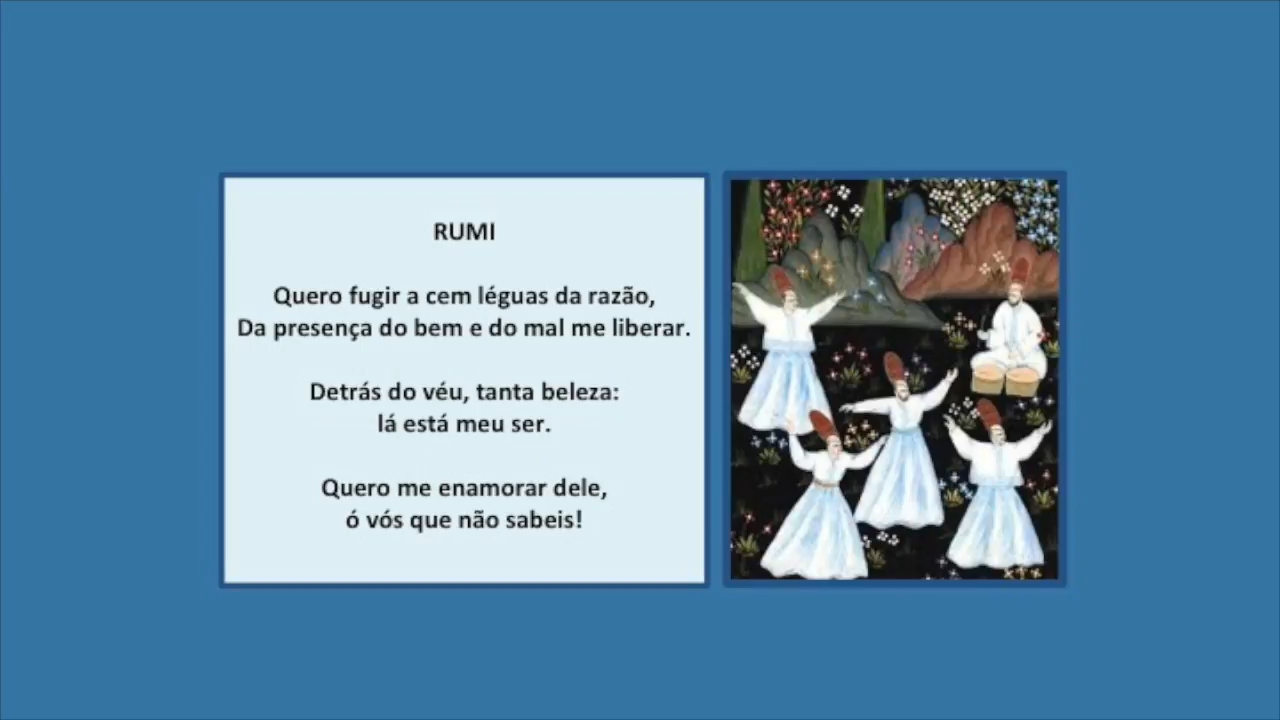 RUMI
Quero fugir a cem léguas da razão,
Da presença do bem e do mal me liberar.
Detrás do véu, tanta beleza:
lá está meu ser.
Quero me enamorar dele,
ó vós que não sabeis!